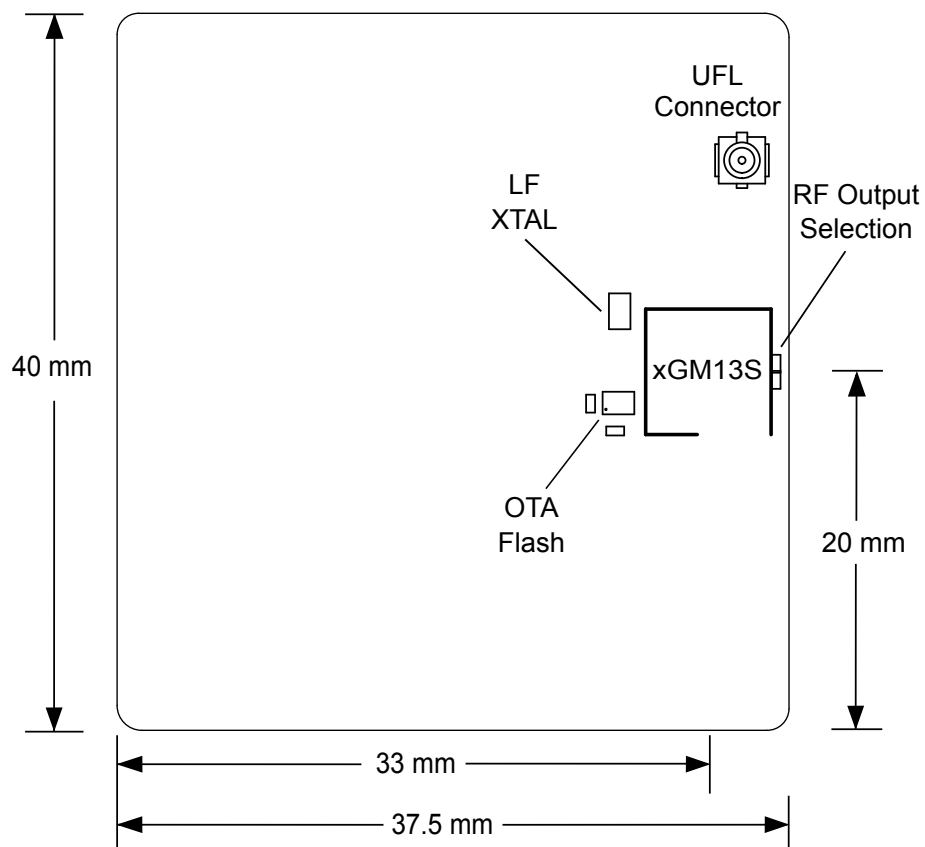 UFL
Connector
LF
XTAL
RF Output
Selection
40 mm
xGM13S
OTA
Flash
20 mm
33 mm
37.5 mm